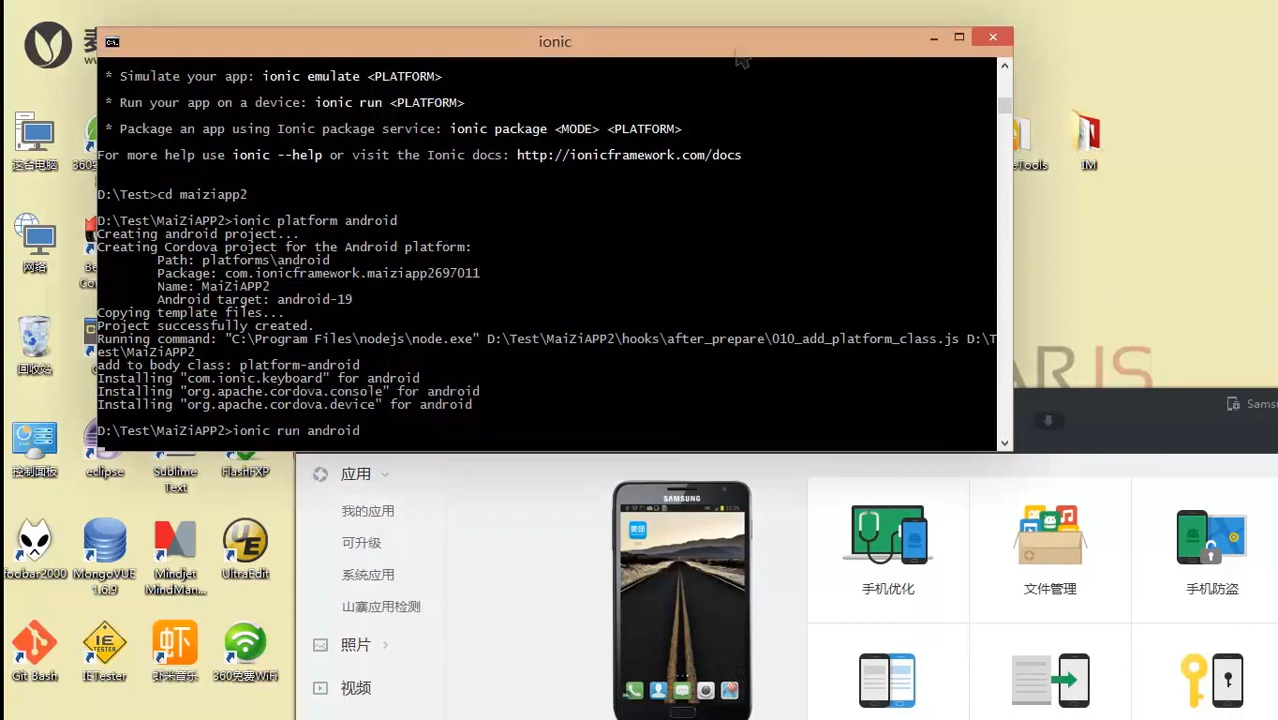 ionic
* Simulate your app: ionic emulate <PLATFORM>
* Run your app on a device: ionic run <PLATFORM>
* Package an app using Ionic package service: ionic package <MODE> <PLATFORM>
For more help use ionic --help or visit the Ionic docs: http://ionicframework.com/docs
D:\Test>cd maiziapp2
D:\Test\MaiZiAPP2>ionic platform android
Creating android project...
Creating Cordova project for the Android platform:
Path: platforms\android
Package: com.ionicframework.maiziapp2697011
Name: MaiZiAPP2
Android target: android-19
Copying template files...
Project successfully created.
Running command: "C:\Program Files\nodejs\node.exe" D:\Test\MaiZiAPP2\hooks\after_prepare\010_add_platform_class.js D:\T
est\MaiZiAPP2
add to body class: platform-android
Installing "com.ionic.keyboard" for android
Installing "org.apache.cordova.console" for android
Installing "org.apache.cordova.device" for android
D:\Test\MaiZiAPP2>ionic run android
这台电脑
网络
回收站
控制面板
eclipse
Sublime
Text
FlashFXP
foobar2000
MongoVUE
1.6.9
Mindjet
MindMan...
UltraEdit
Git Bash
IETester
虾米音乐
360免费WiFi
IM
应用
我的应用
可升级
系统应用
山寨应用检测
照片
视频
SAMSUNG
22:26
美团
手机优化
文件管理
手机防盗